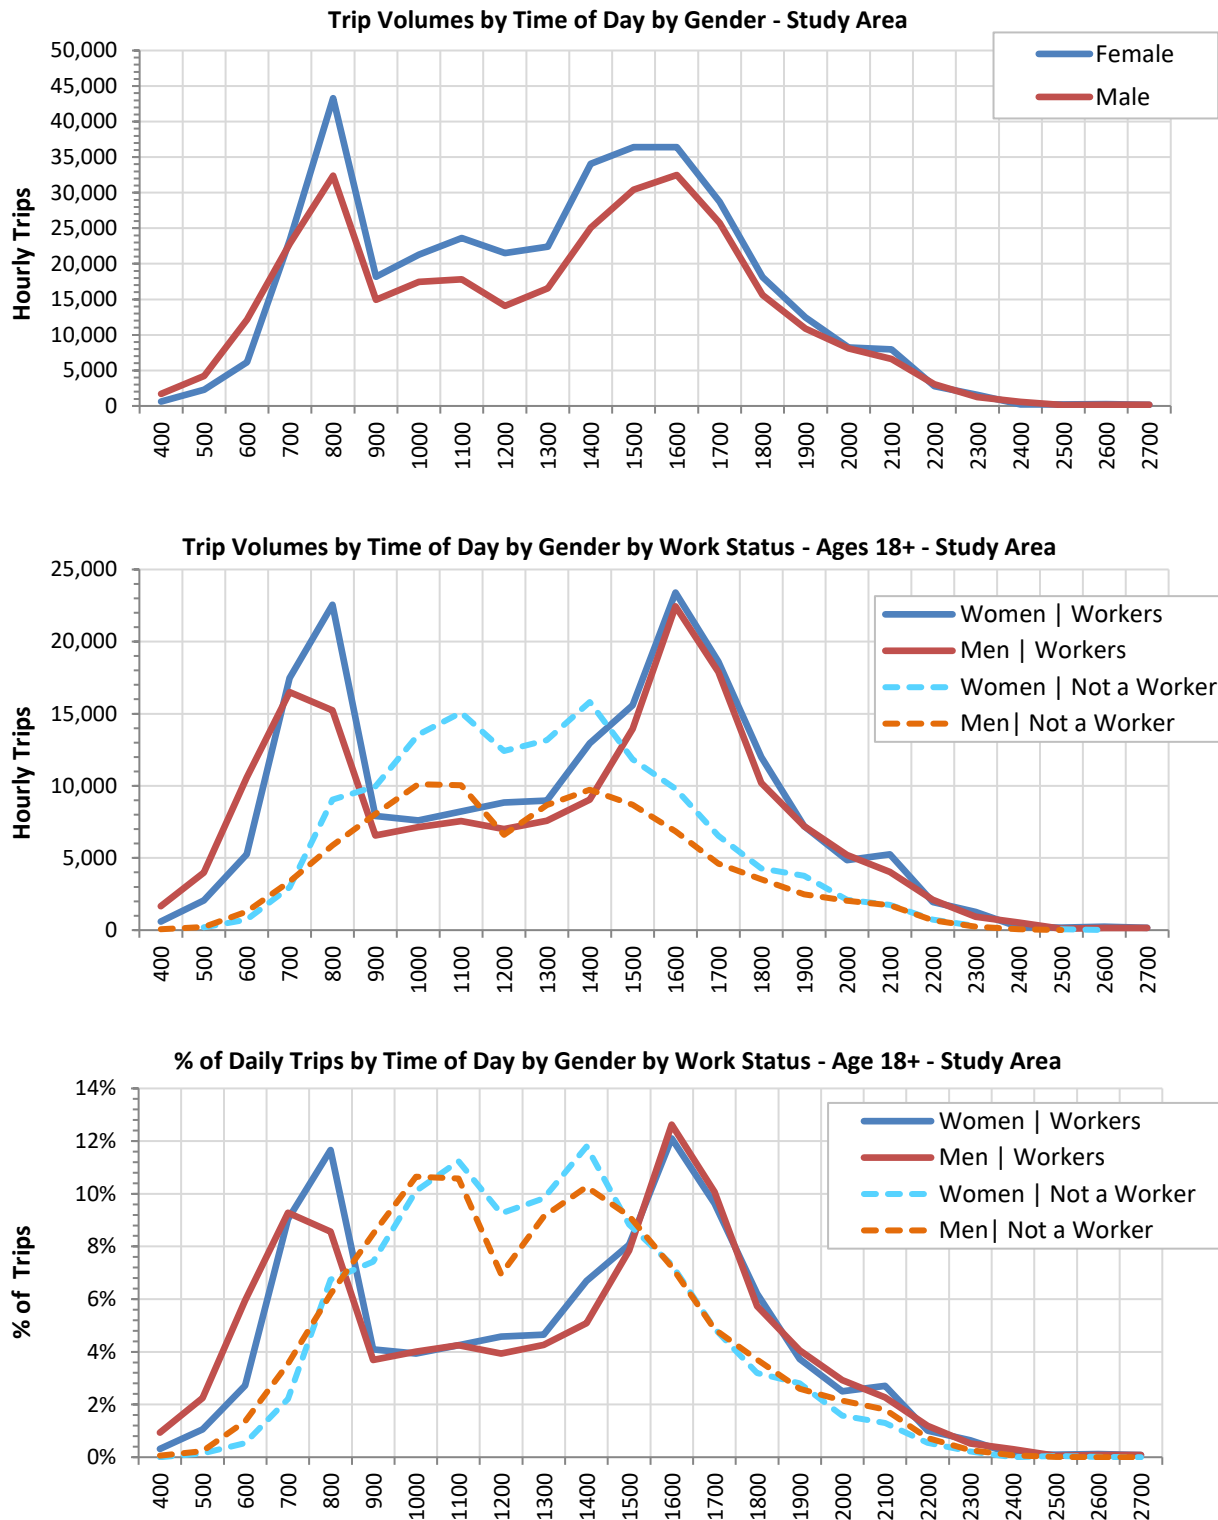 Trip Volumes by Time of Day by Gender - Study Area
50,000
45,000
40,000
35,000
30,000
25,000
20,000
15,000
10,000
5,000
0
Hourly Trips
Female
Male
400 500 600 700 800 900 1000 1100 1200 1300 1400 1500 1600 1700 1800 1900 2000 2100 2200 2300 2400 2500 2600 2700
Trip Volumes by Time of Day by Gender by Work Status - Ages 18+ - Study Area
25,000
20,000
15,000
10,000
5,000
0
Hourly Trips
Women | Workers
Men | Workers
Women | Not a Worker
Men| Not a Worker
400 500 600 700 800 900 1000 1100 1200 1300 1400 1500 1600 1700 1800 1900 2000 2100 2200 2300 2400 2500 2600 2700
% of Daily Trips by Time of Day by Gender by Work Status - Age 18+ - Study Area
14%
12%
10%
8%
6%
4%
2%
0%
% of Trips
Women | Workers
Men | Workers
Women | Not a Worker
Men| Not a Worker
400 500 600 700 800 900 1000 1100 1200 1300 1400 1500 1600 1700 1800 1900 2000 2100 2200 2300 2400 2500 2600 2700